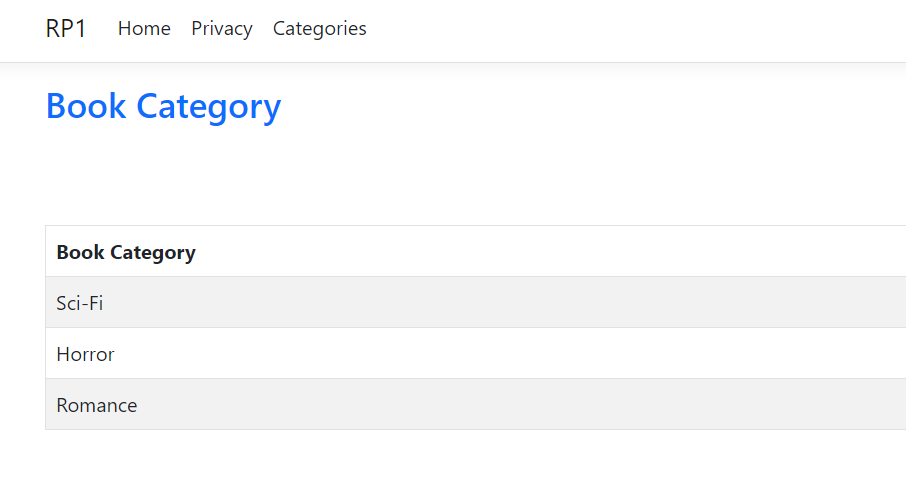 RP1 Home Privacy Categories
Book Category
Book Category
Sci-Fi
Horror
Romance